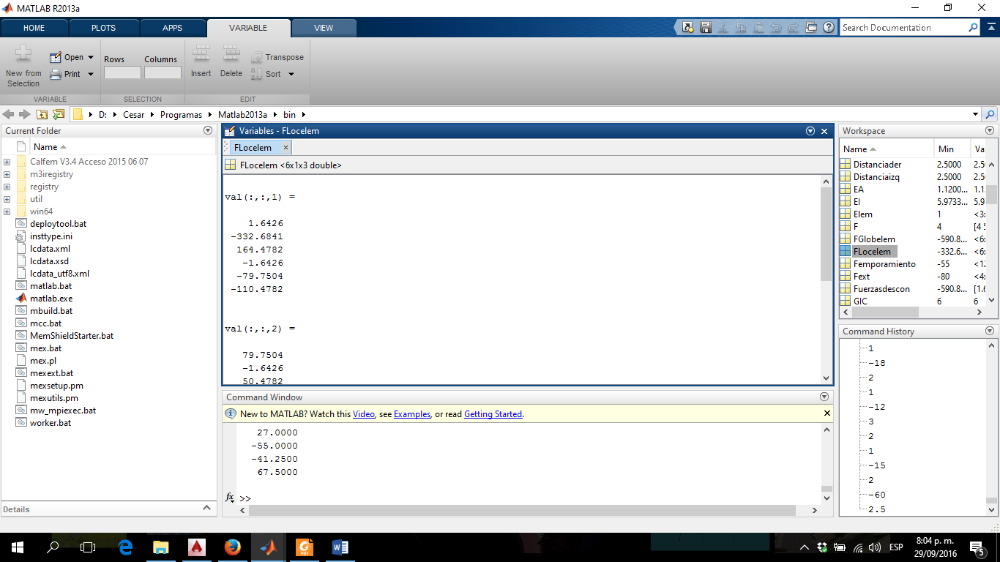 MATLAB R2013a
HOME PLOTS APPS VARIABLE VIEW
Search Documentation
New from Selection
Open
Print
Rows Columns
Insert Delete
Transpose
Sort
VARIABLE SELECTION EDIT
D: Cesar Programas Matlab2013a bin
Current Folder
Name
Calfem V3.4 Acceso 2015 06 07
m3iregistry
registry
util
win64
deploytool.bat
insttype.ini
lcdata.xml
lcdata.xsd
lcdata_utf8.xml
matlab.bat
matlab.exe
mbuild.bat
mcc.bat
MemShieldStarter.bat
mex.bat
mex.pl
mexext.bat
mexsetup.pm
mexutils.pm
mw_mpiexec.bat
worker.bat
Details
Variables - FLocelem
FLocelem
FLocelem <6x1x3 double>
val(:,:,1) =
1.6426
-332.6841
164.4782
-1.6426
-79.7504
-110.4782
val(:,:,2) =
79.7504
-1.6426
50.4782
Command Window
New to MATLAB? Watch this Video, see Examples, or read Getting Started.
27.0000
-55.0000
-41.2500
67.5000
fx >>
Workspace
Name Min Va
Distanciader 2.5000 2.5
Distanciaizq 2.5000 2.5
EA 1.1200... 1.1
EI 5.9733... 5.9
Elem 1 <3x
F 4 [4 5
FGlobelem -590.8... <6x
FLocelem -332.6... <6x
Femporamiento -55 <12
Fext -80 <4x
Fuerzasdescon -590.8... [1.6
GIC 6 6
Command History
1
-18
2
1
-12
3
2
1
-15
2
-60
2.5
ESP
8:04 p. m.
29/09/2016
5